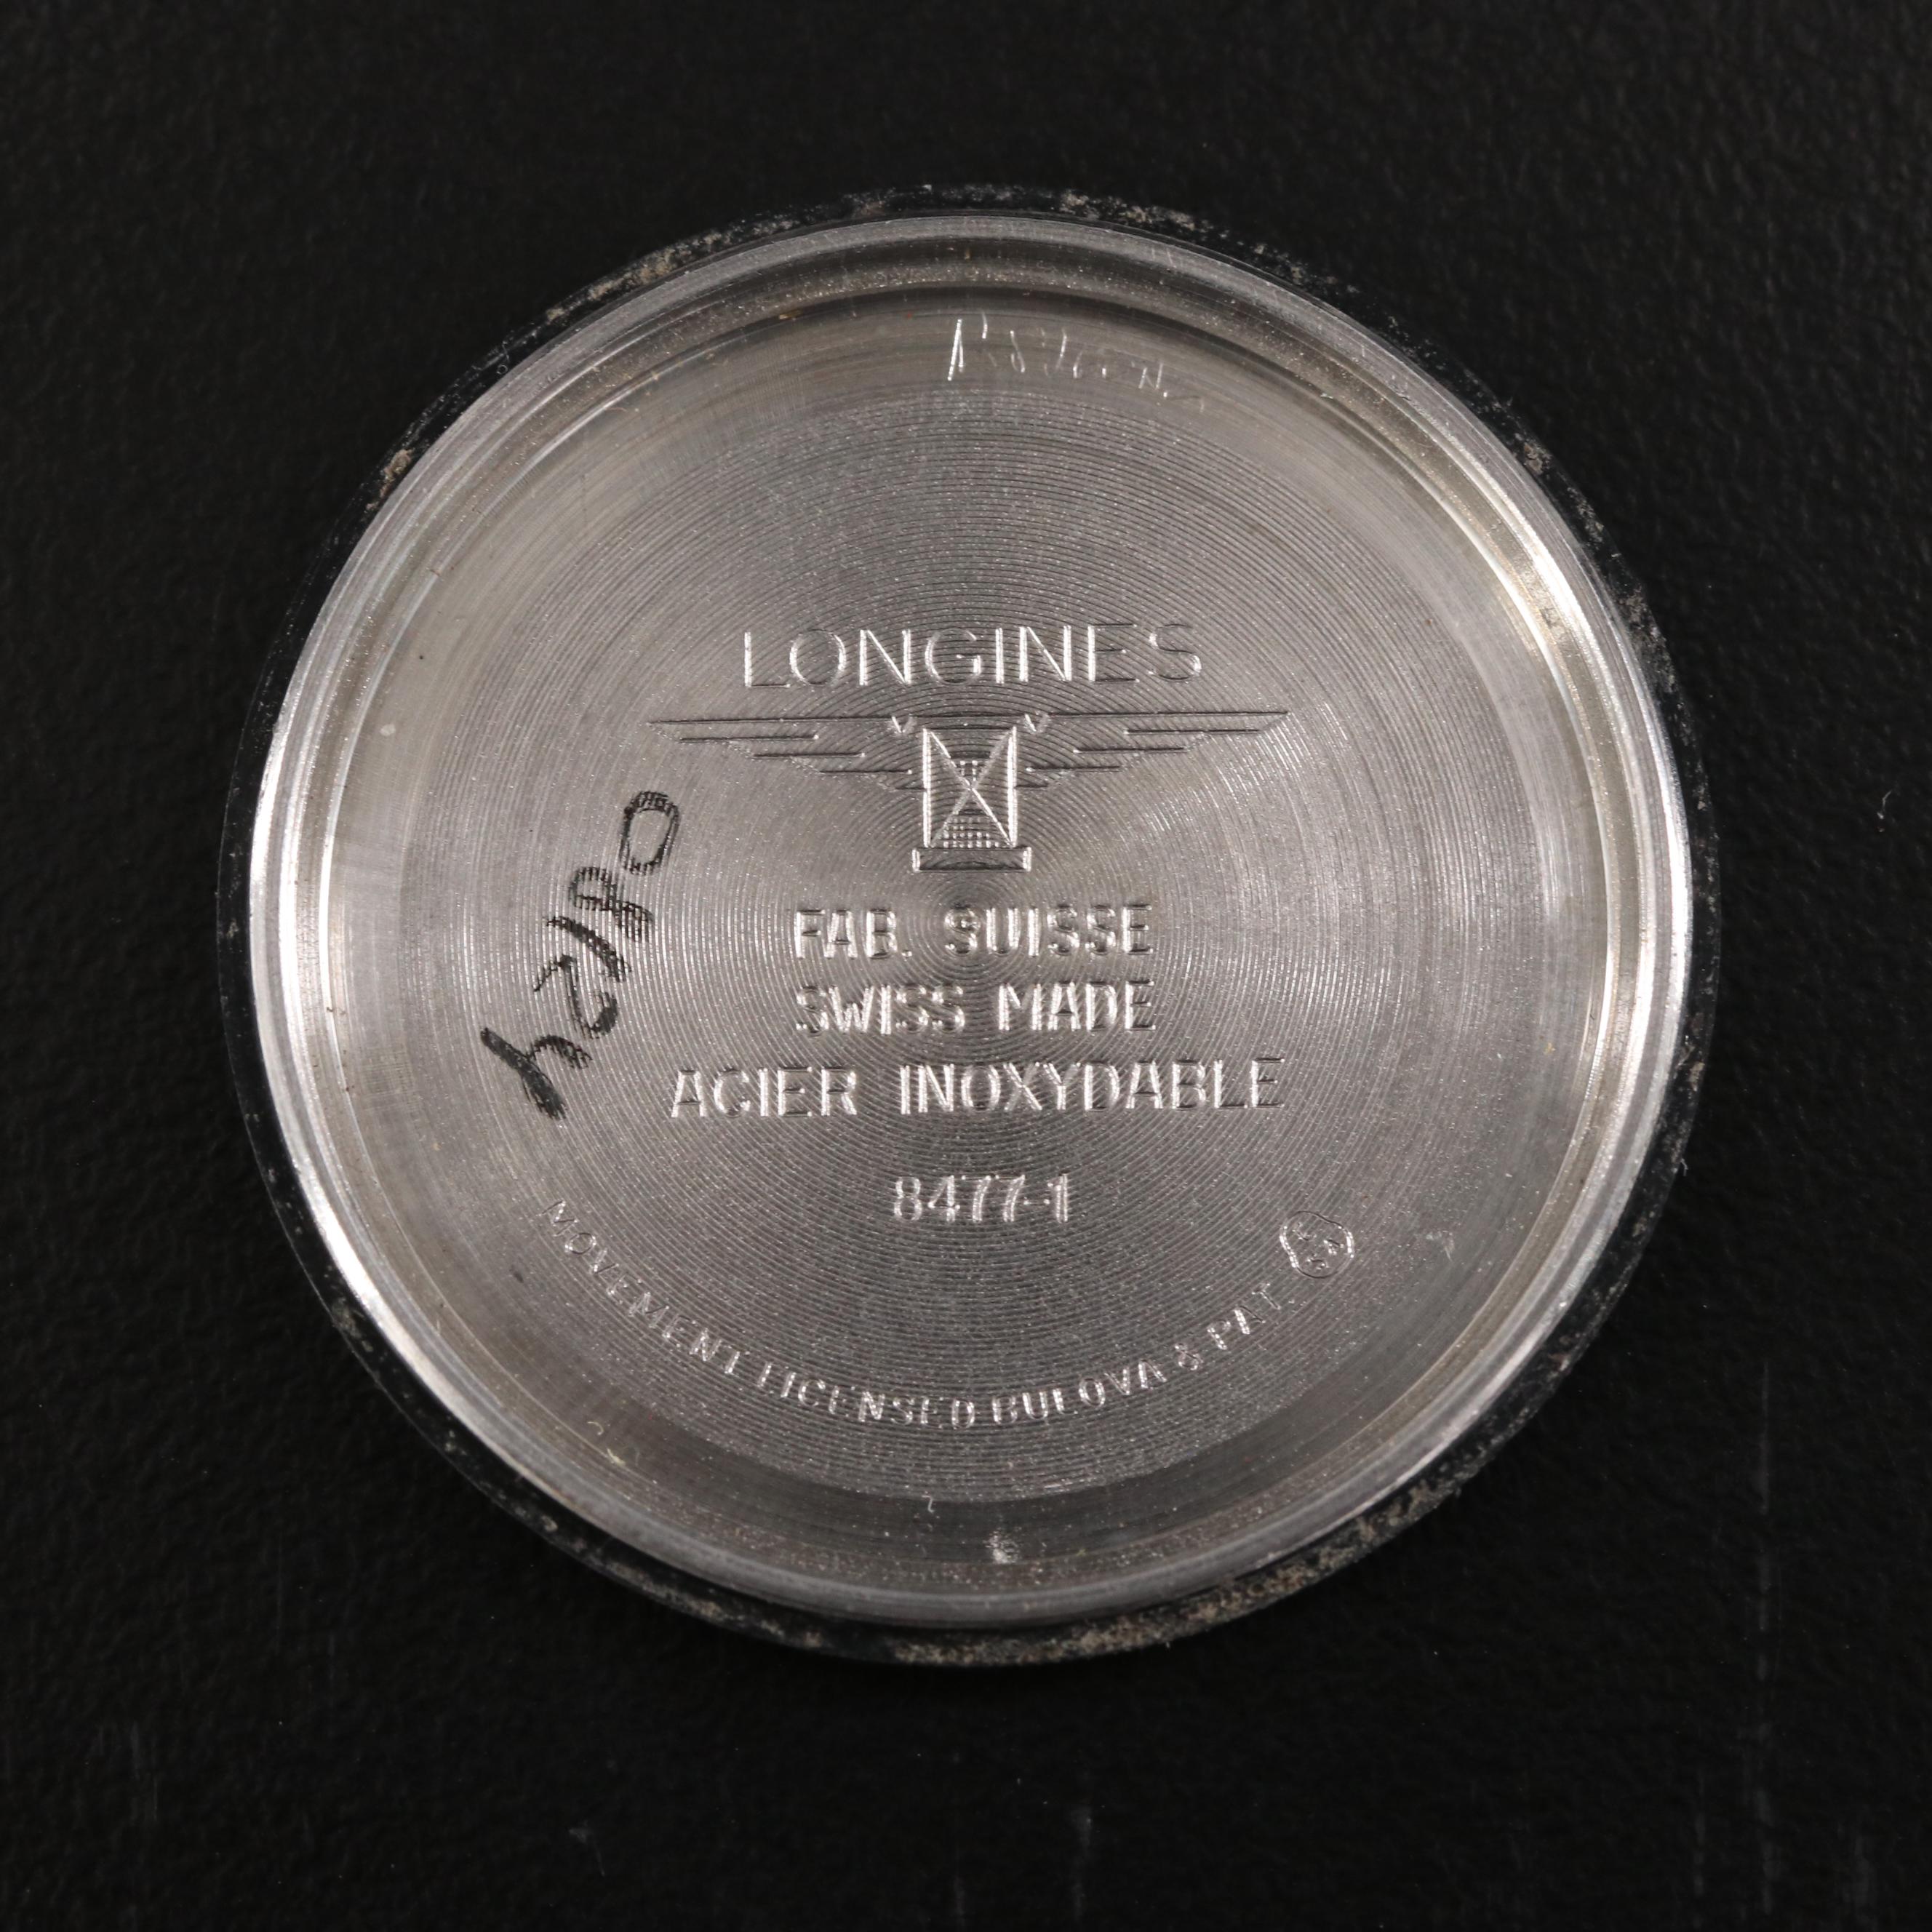 LONGINES
FAB. SUISSE
SWISS MADE
ACIER INOXYDABLE
8477-1
MOVEMENT LICENSED BULOVA & PAT.